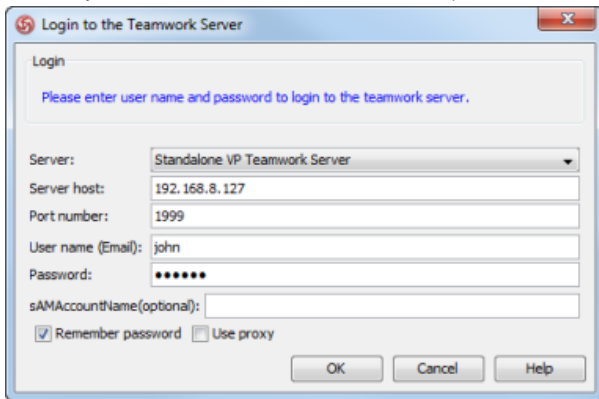 Login to the Teamwork Server
Login
Please enter user name and password to login to the teamwork server.
Server: Standalone VP Teamwork Server
Server host: 192.168.8.127
Port number: 1999
User name (Email): john
Password: ••••••
sAMAccountName(optional):
Remember password Use proxy
OK Cancel Help